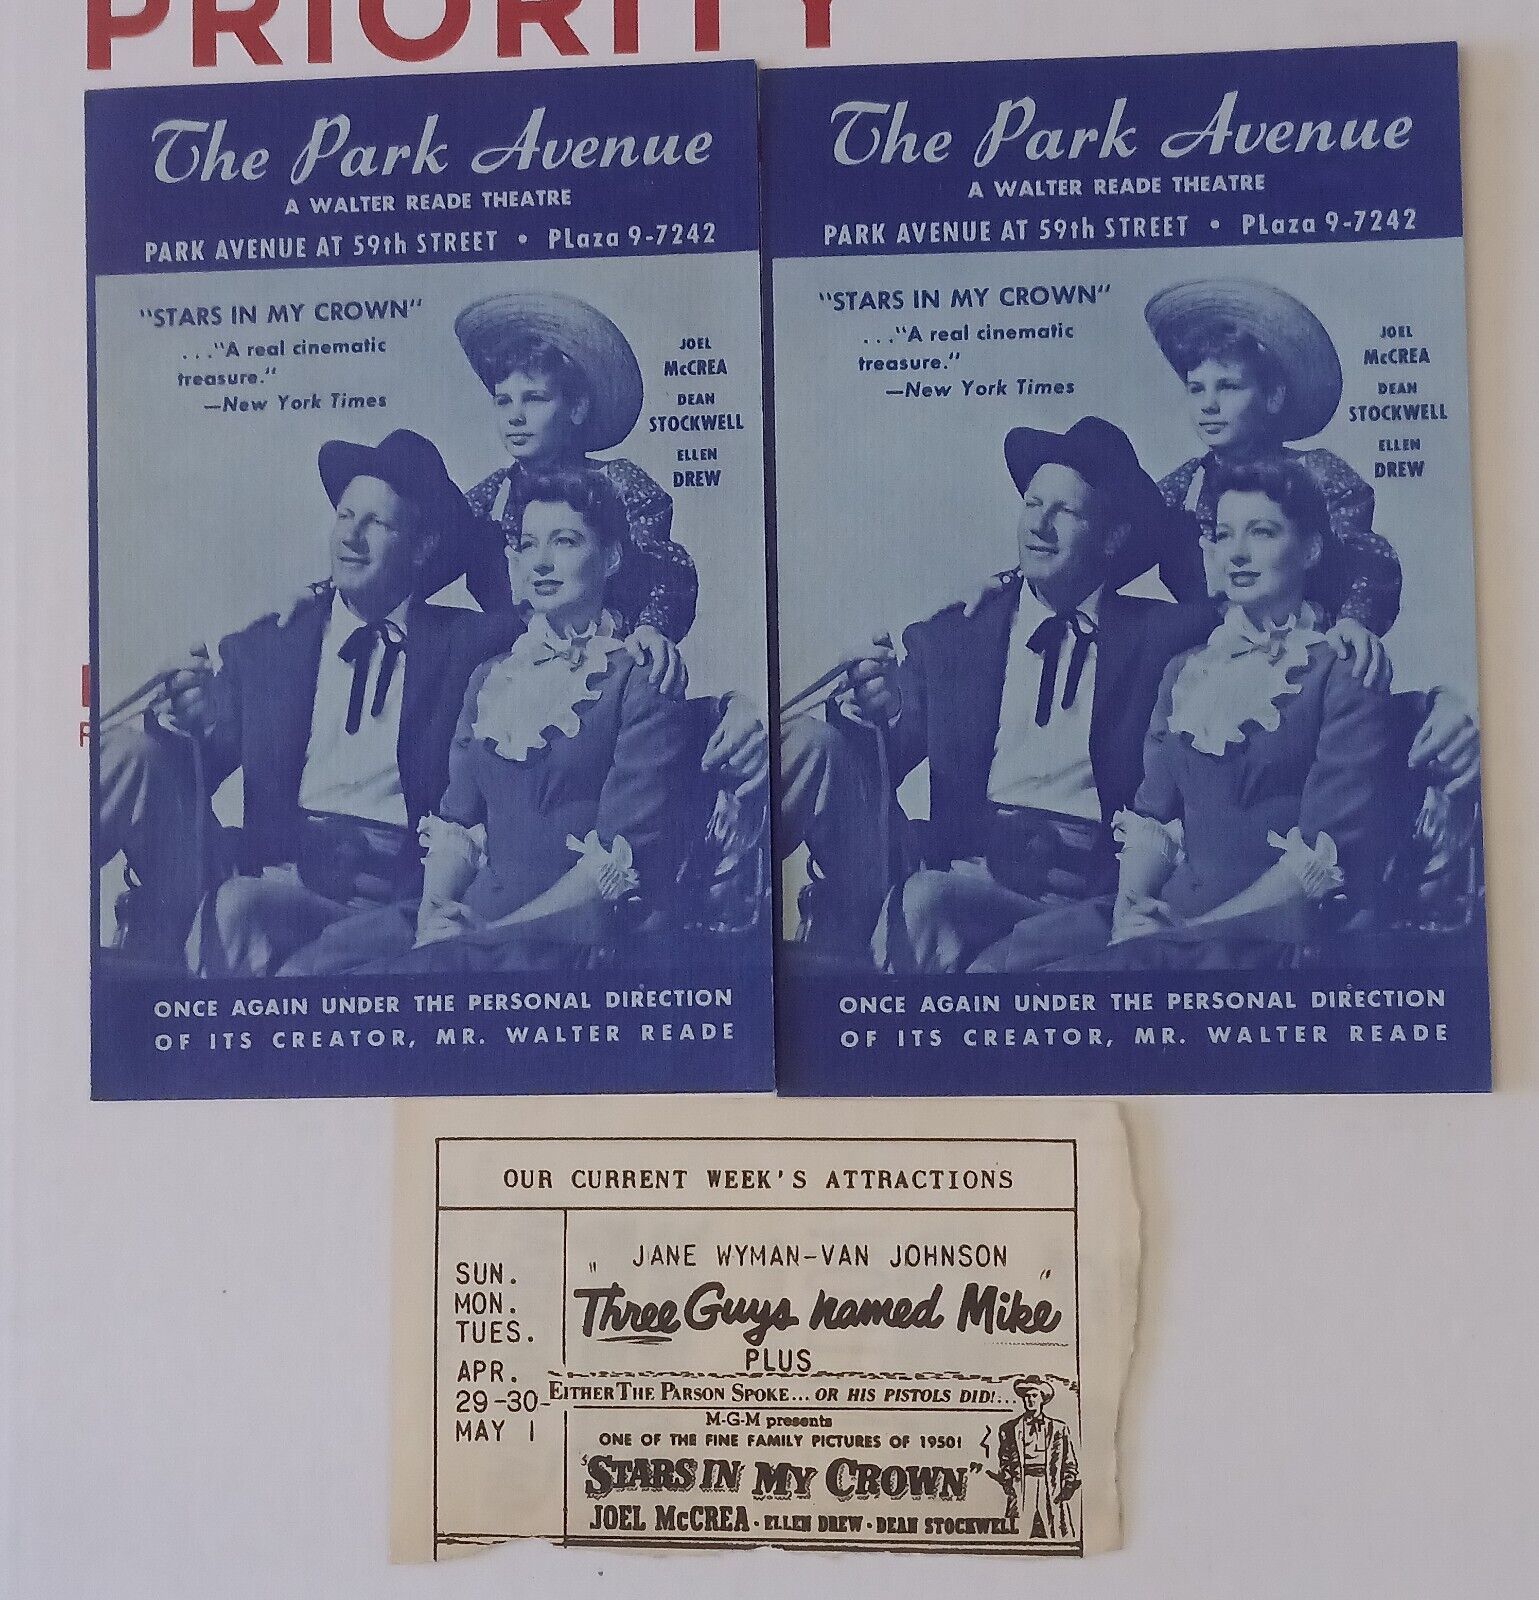 PRIORITY
The Park Avenue
A WALTER READE THEATRE
PARK AVENUE AT 59th STREET • PLaza 9-7242
"STARS IN MY CROWN"
..."A real cinematic
treasure."
—New York Times
JOEL
McCREA
DEAN
STOCKWELL
ELLEN
DREW
ONCE AGAIN UNDER THE PERSONAL DIRECTION
OF ITS CREATOR, MR. WALTER READE
The Park Avenue
A WALTER READE THEATRE
PARK AVENUE AT 59th STREET • PLaza 9-7242
"STARS IN MY CROWN"
..."A real cinematic
treasure."
—New York Times
JOEL
McCREA
DEAN
STOCKWELL
ELLEN
DREW
ONCE AGAIN UNDER THE PERSONAL DIRECTION
OF ITS CREATOR, MR. WALTER READE
OUR CURRENT WEEK'S ATTRACTIONS
SUN.
MON.
TUES.
APR.
29-30-
MAY 1
JANE WYMAN-VAN JOHNSON
"Three Guys named Mike"
PLUS
EITHER THE PARSON SPOKE... OR HIS PISTOLS DID!...
M-G-M presents
ONE OF THE FINE FAMILY PICTURES OF 1950!
"STARS IN MY CROWN"
JOEL McCREA · ELLEN DREW · DEAN STOCKWELL